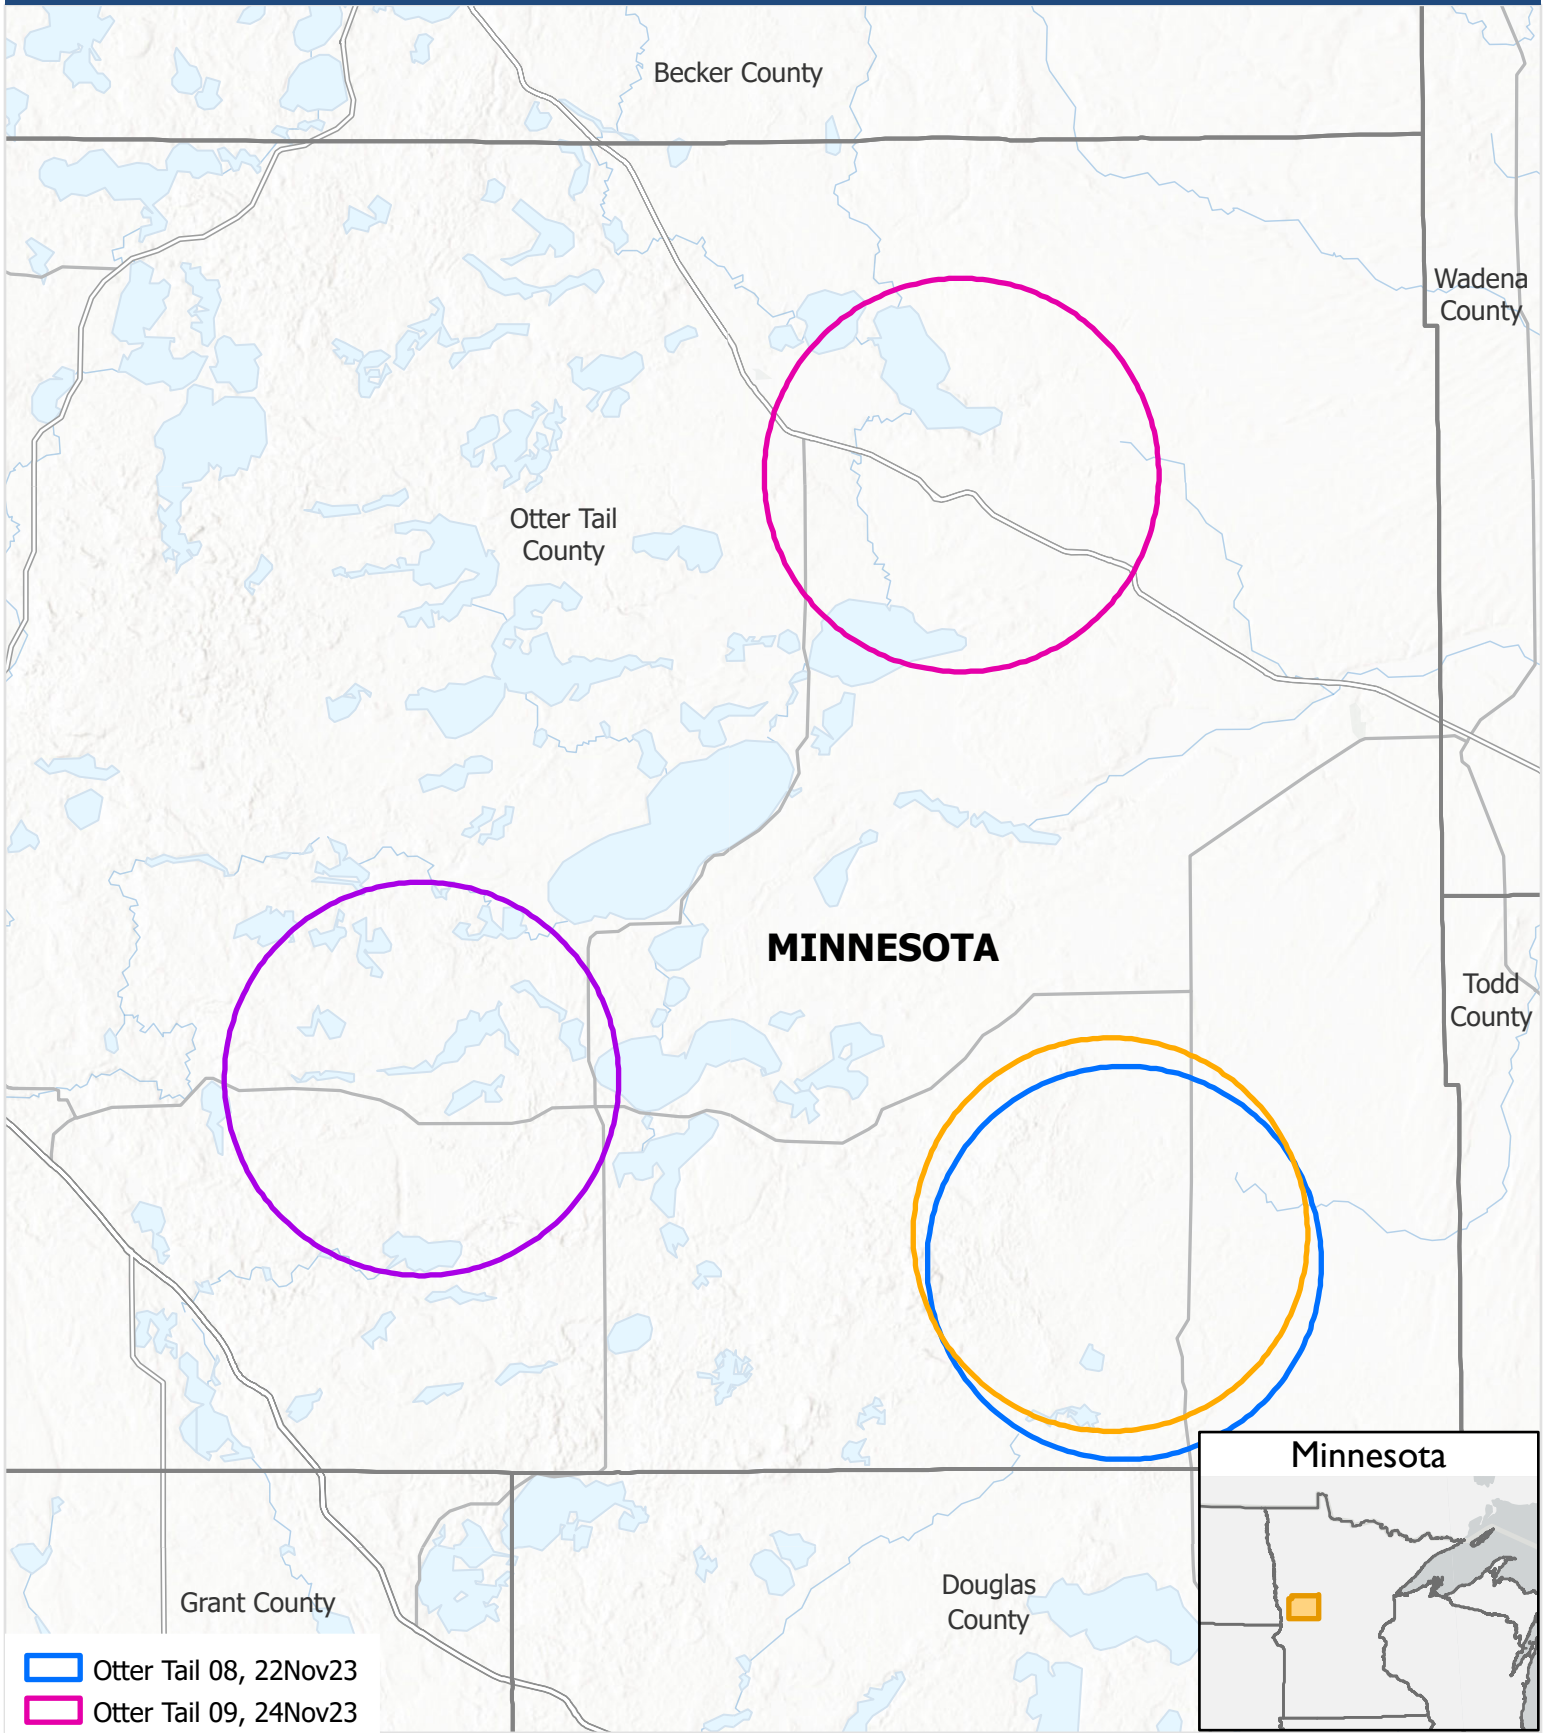 Becker County
Wadena
County
Otter Tail
County
MINNESOTA
Todd
County
Minnesota
Douglas
County
Grant County
Otter Tail 08, 22Nov23
Otter Tail 09, 24Nov23